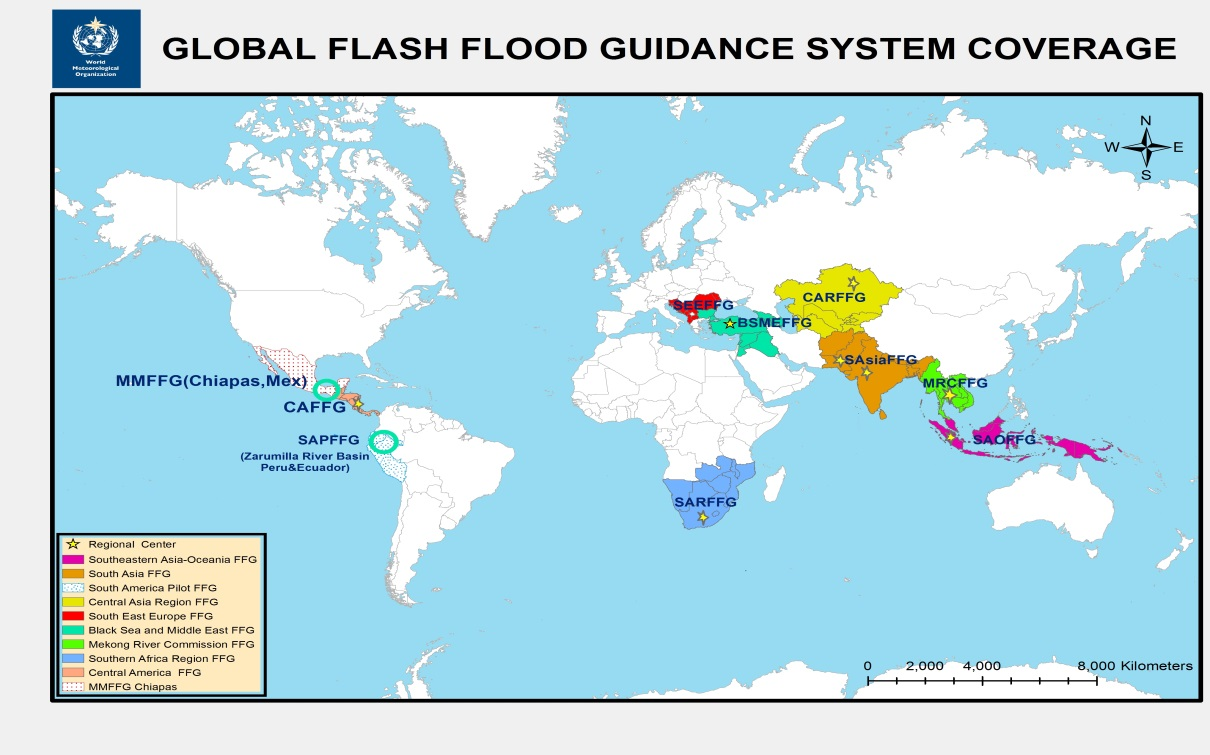 World
Meteorological
Organization
GLOBAL FLASH FLOOD GUIDANCE SYSTEM COVERAGE
N
W E
S
CARFFG
SEEFFG
BSMEFFG
SAsiaFFG
MMFFG(Chiapas,Mex)
MRCFFG
CAFFG
SAPFFG
SAOFFG
(Zarumilla River Basin
Peru&Ecuador)
SARFFG
Regional Center
Southeastern Asia-Oceania FFG
South Asia FFG
South America Pilot FFG
Central Asia Region FFG
South East Europe FFG
Black Sea and Middle East FFG
Mekong River Commission FFG
Southern Africa Region FFG
Central America FFG
MMFFG Chiapas
0 2,000 4,000 8,000 Kilometers